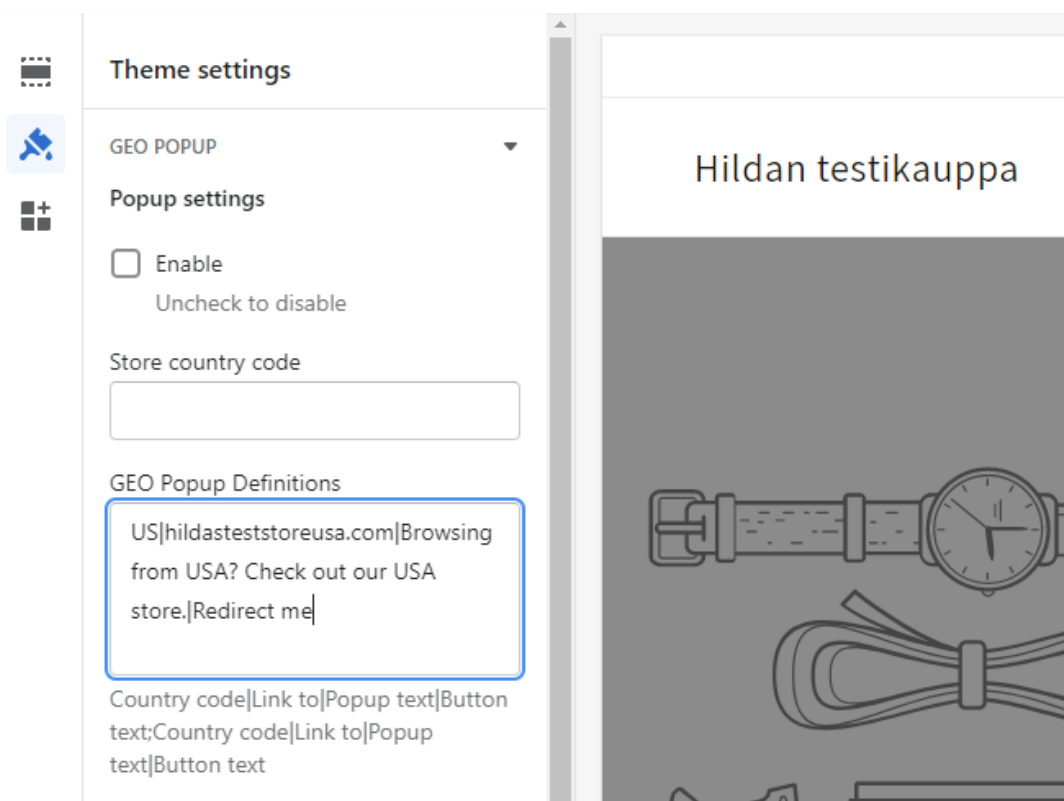 Theme settings
GEO POPUP
Popup settings
Enable
Uncheck to disable
Store country code
GEO Popup Definitions
US|hildasteststoreusa.com|Browsing
from USA? Check out our USA
store.|Redirect me
Country code|Link to|Popup text|Button
text;Country code|Link to|Popup
text|Button text
Hildan testikauppa